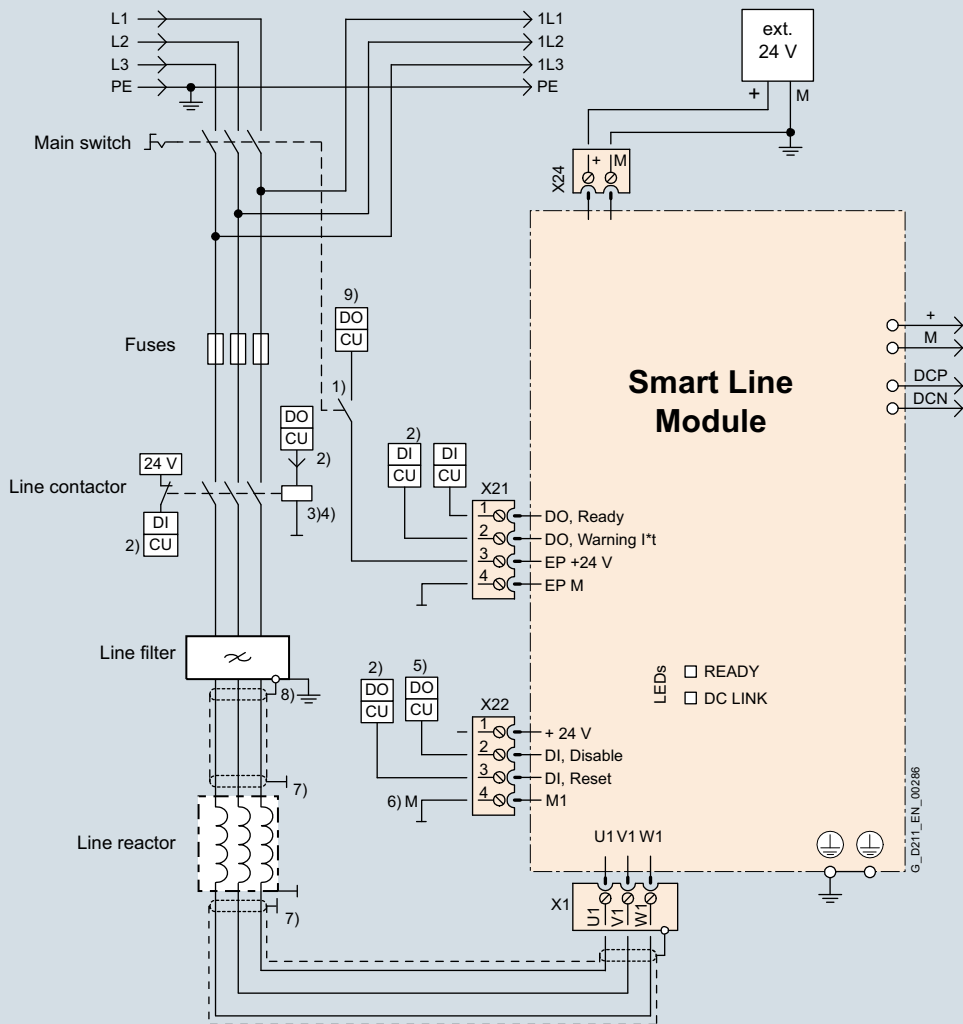 L1
L2
L3
PE
1L1
1L2
1L3
PE
ext.
24 V
+
M
Main switch
X24
+
M
Fuses
9)
DO
CU
1)
Smart Line
Module
+
M
DCP
DCN
Line contactor
24 V
DI
CU
2)
DO
CU
2)
3)4)
2)
DI
CU
DI
CU
X21
1
DO, Ready
2
DO, Warning I*t
3
EP +24 V
4
EP M
Line filter
8)
7)
2)
DO
CU
5)
DO
CU
X22
1
+ 24 V
2
DI, Disable
3
DI, Reset
6) M
4
M1
LEDs
READY
DC LINK
Line reactor
7)
U1 V1 W1
X1
U1
V1
W1
G_D211_EN_00286